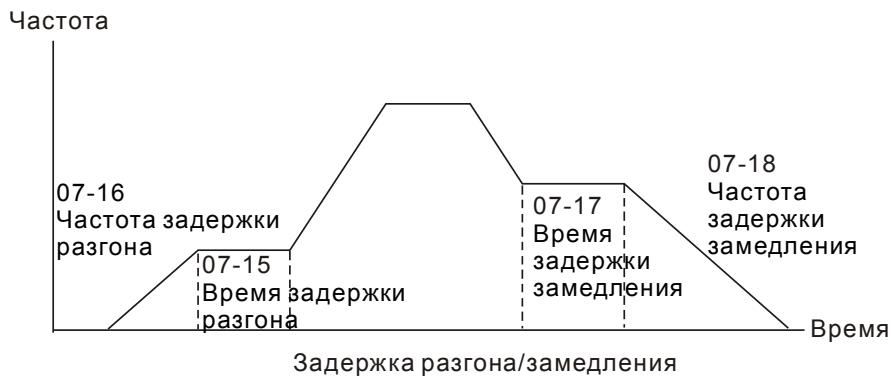 Частота
07-16
Частота задержки
разгона
07-15
Время задержки
разгона
07-17
Время
задержки
замедления
07-18
Частота
задержки
замедления
Время
Задержка разгона/замедления